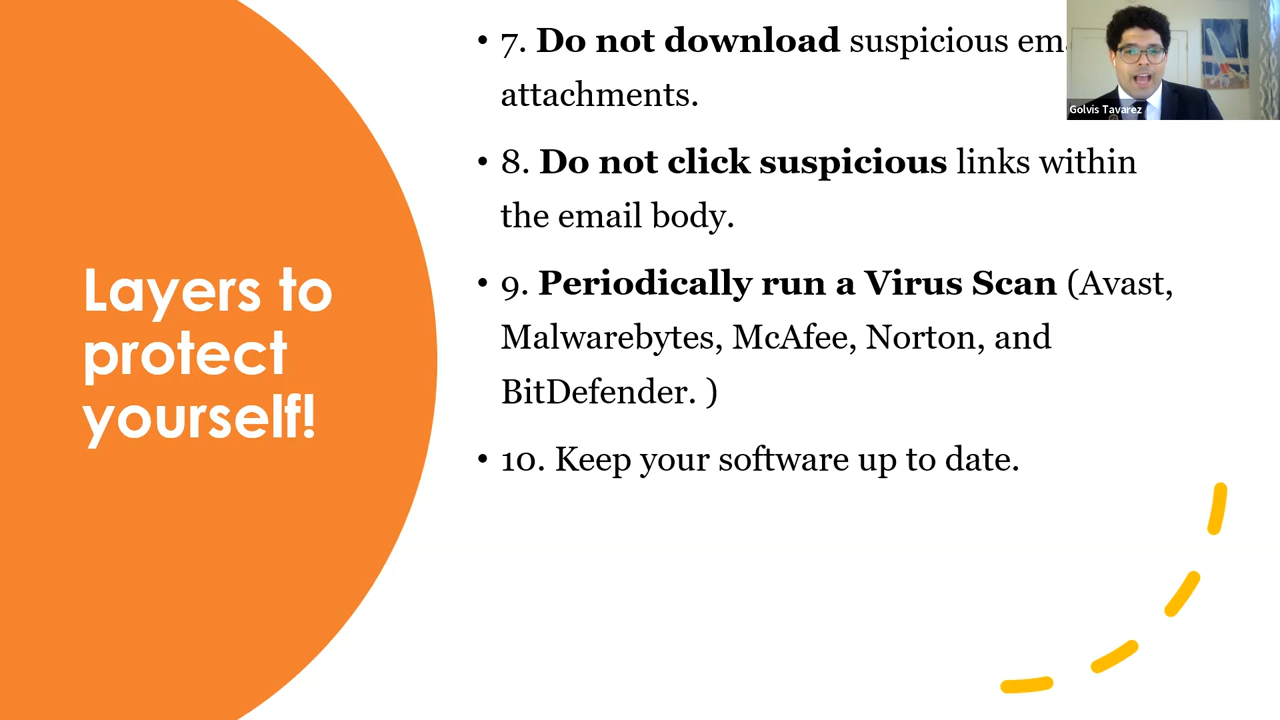 • 7. Do not download suspicious
attachments.
Golvis Tavarez
• 8. Do not click suspicious links within
the email body.
• 9. Periodically run a Virus Scan (Avast,
Malwarebytes, McAfee, Norton, and
BitDefender. )
• 10. Keep your software up to date.
Layers to
protect
yourself!